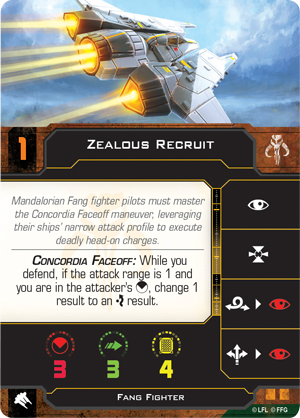 1
Zealous Recruit
Mandalorian Fang fighter pilots must master
the Concordia Faceoff maneuver, leveraging
their ships' narrow attack profile to execute
deadly head-on charges.
Concordia Faceoff: While you
defend, if the attack range is 1 and
you are in the attacker's , change 1
result to an result.
3 3 4
Fang Fighter
©LFL ©FFG